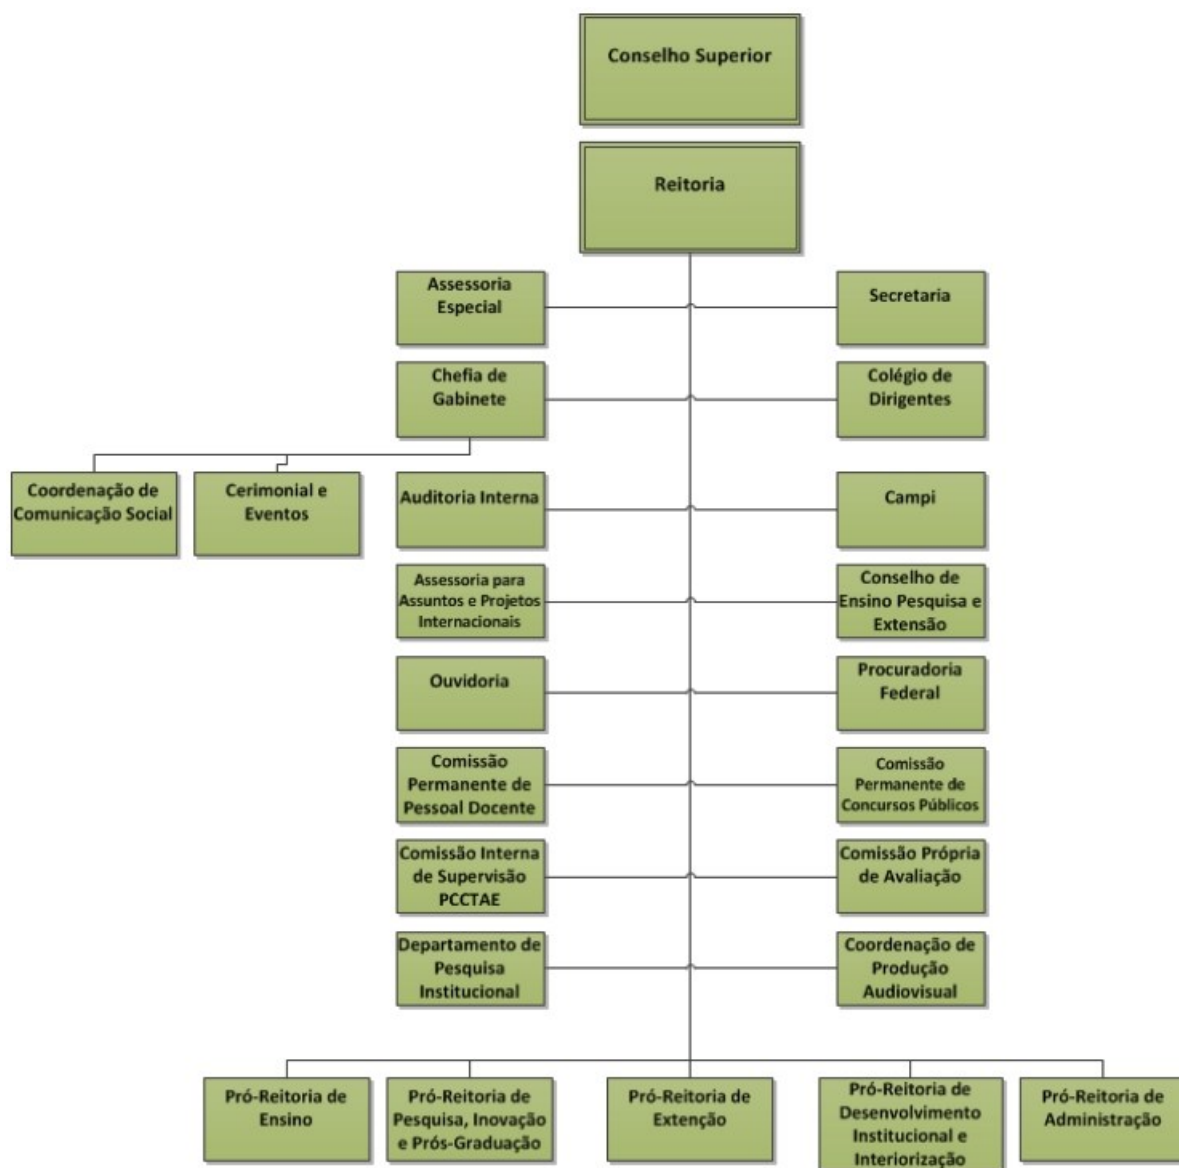 Conselho Superior
Reitoria
Assessoria
Especial
Secretaria
Chefia de
Gabinete
Colégio de
Dirigentes
Coordenação de
Comunicação Social
Cerimonial e
Eventos
Auditoria Interna
Campi
Assessoria para
Assuntos e Projetos
Internacionais
Conselho de
Ensino Pesquisa e
Extensão
Ouvidoria
Procuradoria
Federal
Comissão
Permanente de
Pessoal Docente
Comissão
Permanente de
Concursos Públicos
Comissão Interna
de Supervisão
PCCTAE
Comissão Própria
de Avaliação
Departamento de
Pesquisa
Institucional
Coordenação de
Produção
Audiovisual
Pró-Reitoria de
Ensino
Pró-Reitoria de
Pesquisa, Inovação
e Prós-Graduação
Pró-Reitoria de
Extenção
Pró-Reitoria de
Desenvolvimento
Institucional e
Interiorização
Pró-Reitoria de
Administração